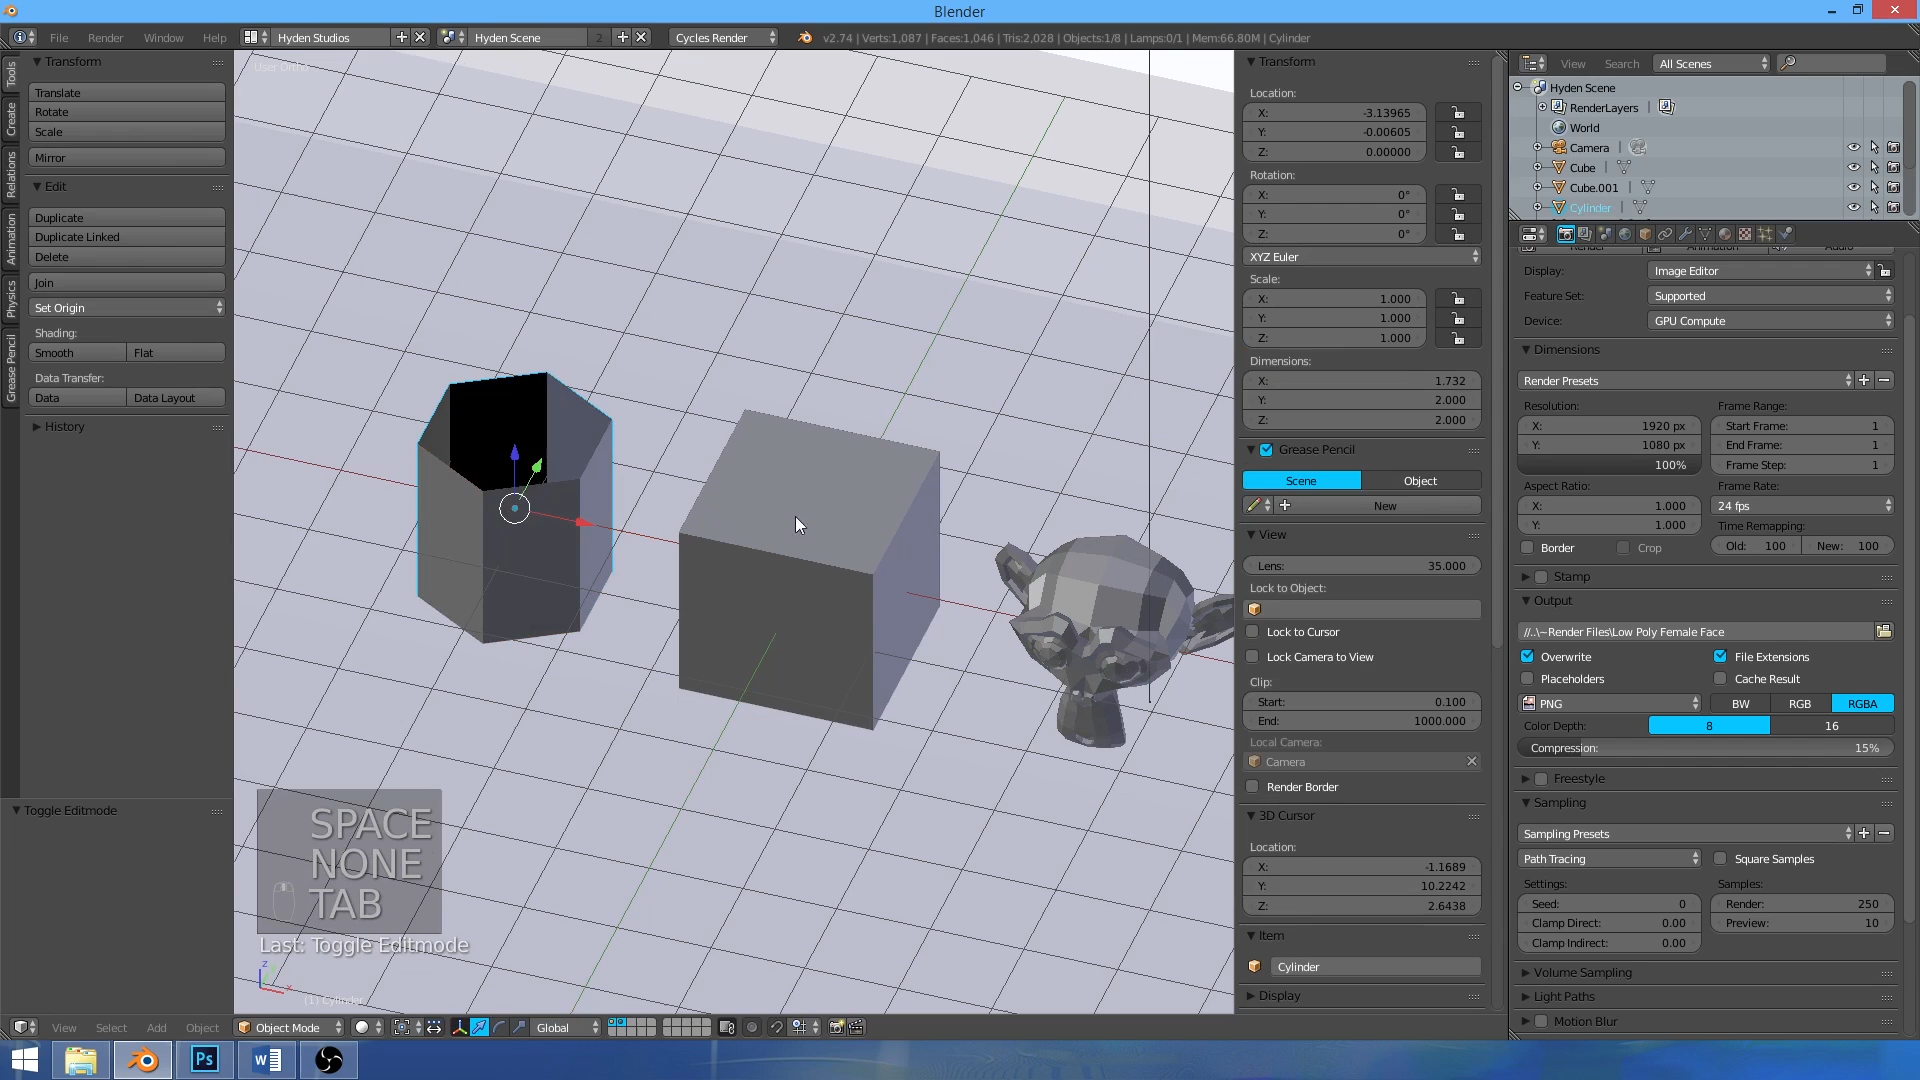 Blender
File Render Window Help Hyden Studios Hyden Scene 2 Cycles Render v2.74 | Verts:1,087 | Faces:1,046 | Tris:2,028 | Objects:1/8 | Lamps:0/1 | Mem:66.80M | Cylinder
Tools
Create
Relations
Animation
Physics
Grease Pencil
Transform
Translate
Rotate
Scale
Mirror
Edit
Duplicate
Duplicate Linked
Delete
Join
Set Origin
Shading:
Smooth Flat
Data Transfer:
Data Data Layout
History
Toggle Editmode
User Ortho
SPACE
NONE
TAB
Last: Toggle Editmode
z
x
(1) Cylinder
Transform
Location:
X: -3.13965
Y: -0.00605
Z: 0.00000
Rotation:
X: 0°
Y: 0°
Z: 0°
XYZ Euler
Scale:
X: 1.000
Y: 1.000
Z: 1.000
Dimensions:
X: 1.732
Y: 2.000
Z: 2.000
Grease Pencil
Scene Object
New
View
Lens: 35.000
Lock to Object:
Lock to Cursor
Lock Camera to View
Clip:
Start: 0.100
End: 1000.000
Local Camera:
Camera
Render Border
3D Cursor
Location:
X: -1.1689
Y: 10.2242
Z: 2.6438
Item
Cylinder
Display
View Search All Scenes
Hyden Scene
RenderLayers |
World
Camera |
Cube |
Cube.001 |
Cylinder |
Display: Image Editor
Feature Set: Supported
Device: GPU Compute
Dimensions
Render Presets
Resolution: Frame Range:
X: 1920 px Start Frame: 1
Y: 1080 px End Frame: 1
100% Frame Step: 1
Aspect Ratio: Frame Rate:
X: 1.000 24 fps
Y: 1.000 Time Remapping:
Border Crop Old: 100 New: 100
Stamp
Output
//..\~Render Files\Low Poly Female Face
Overwrite File Extensions
Placeholders Cache Result
PNG BW RGB RGBA
Color Depth: 8 16
Compression: 15%
Freestyle
Sampling
Sampling Presets
Path Tracing Square Samples
Settings: Samples:
Seed: 0 Render: 250
Clamp Direct: 0.00 Preview: 10
Clamp Indirect: 0.00
Volume Sampling
Light Paths
Motion Blur
View Select Add Object Object Mode Global
Ps